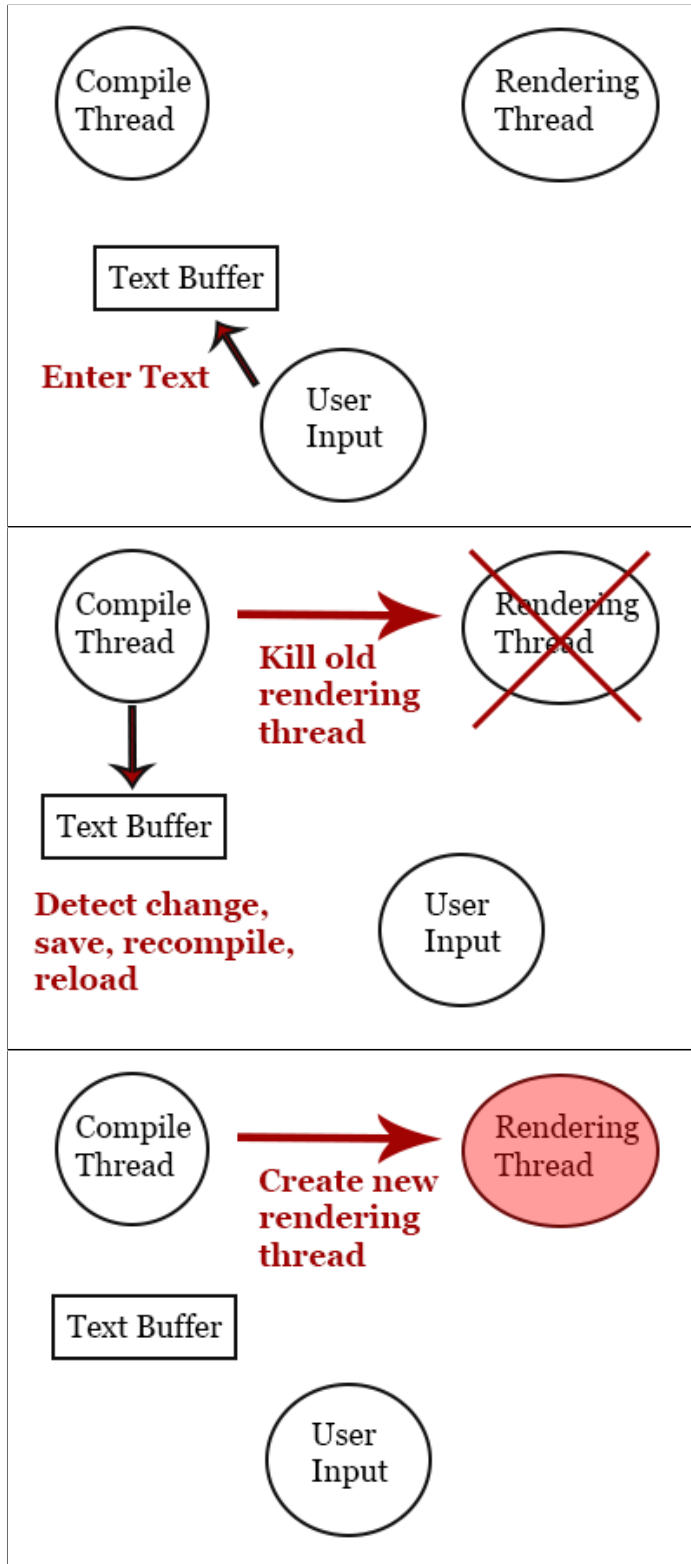 Compile
Thread
Rendering
Thread
Text Buffer
Enter Text
User
Input
Compile
Thread
Rendering
Thread
Kill old
rendering
thread
Text Buffer
Detect change,
save, recompile,
reload
User
Input
Compile
Thread
Rendering
Thread
Create new
rendering
thread
Text Buffer
User
Input